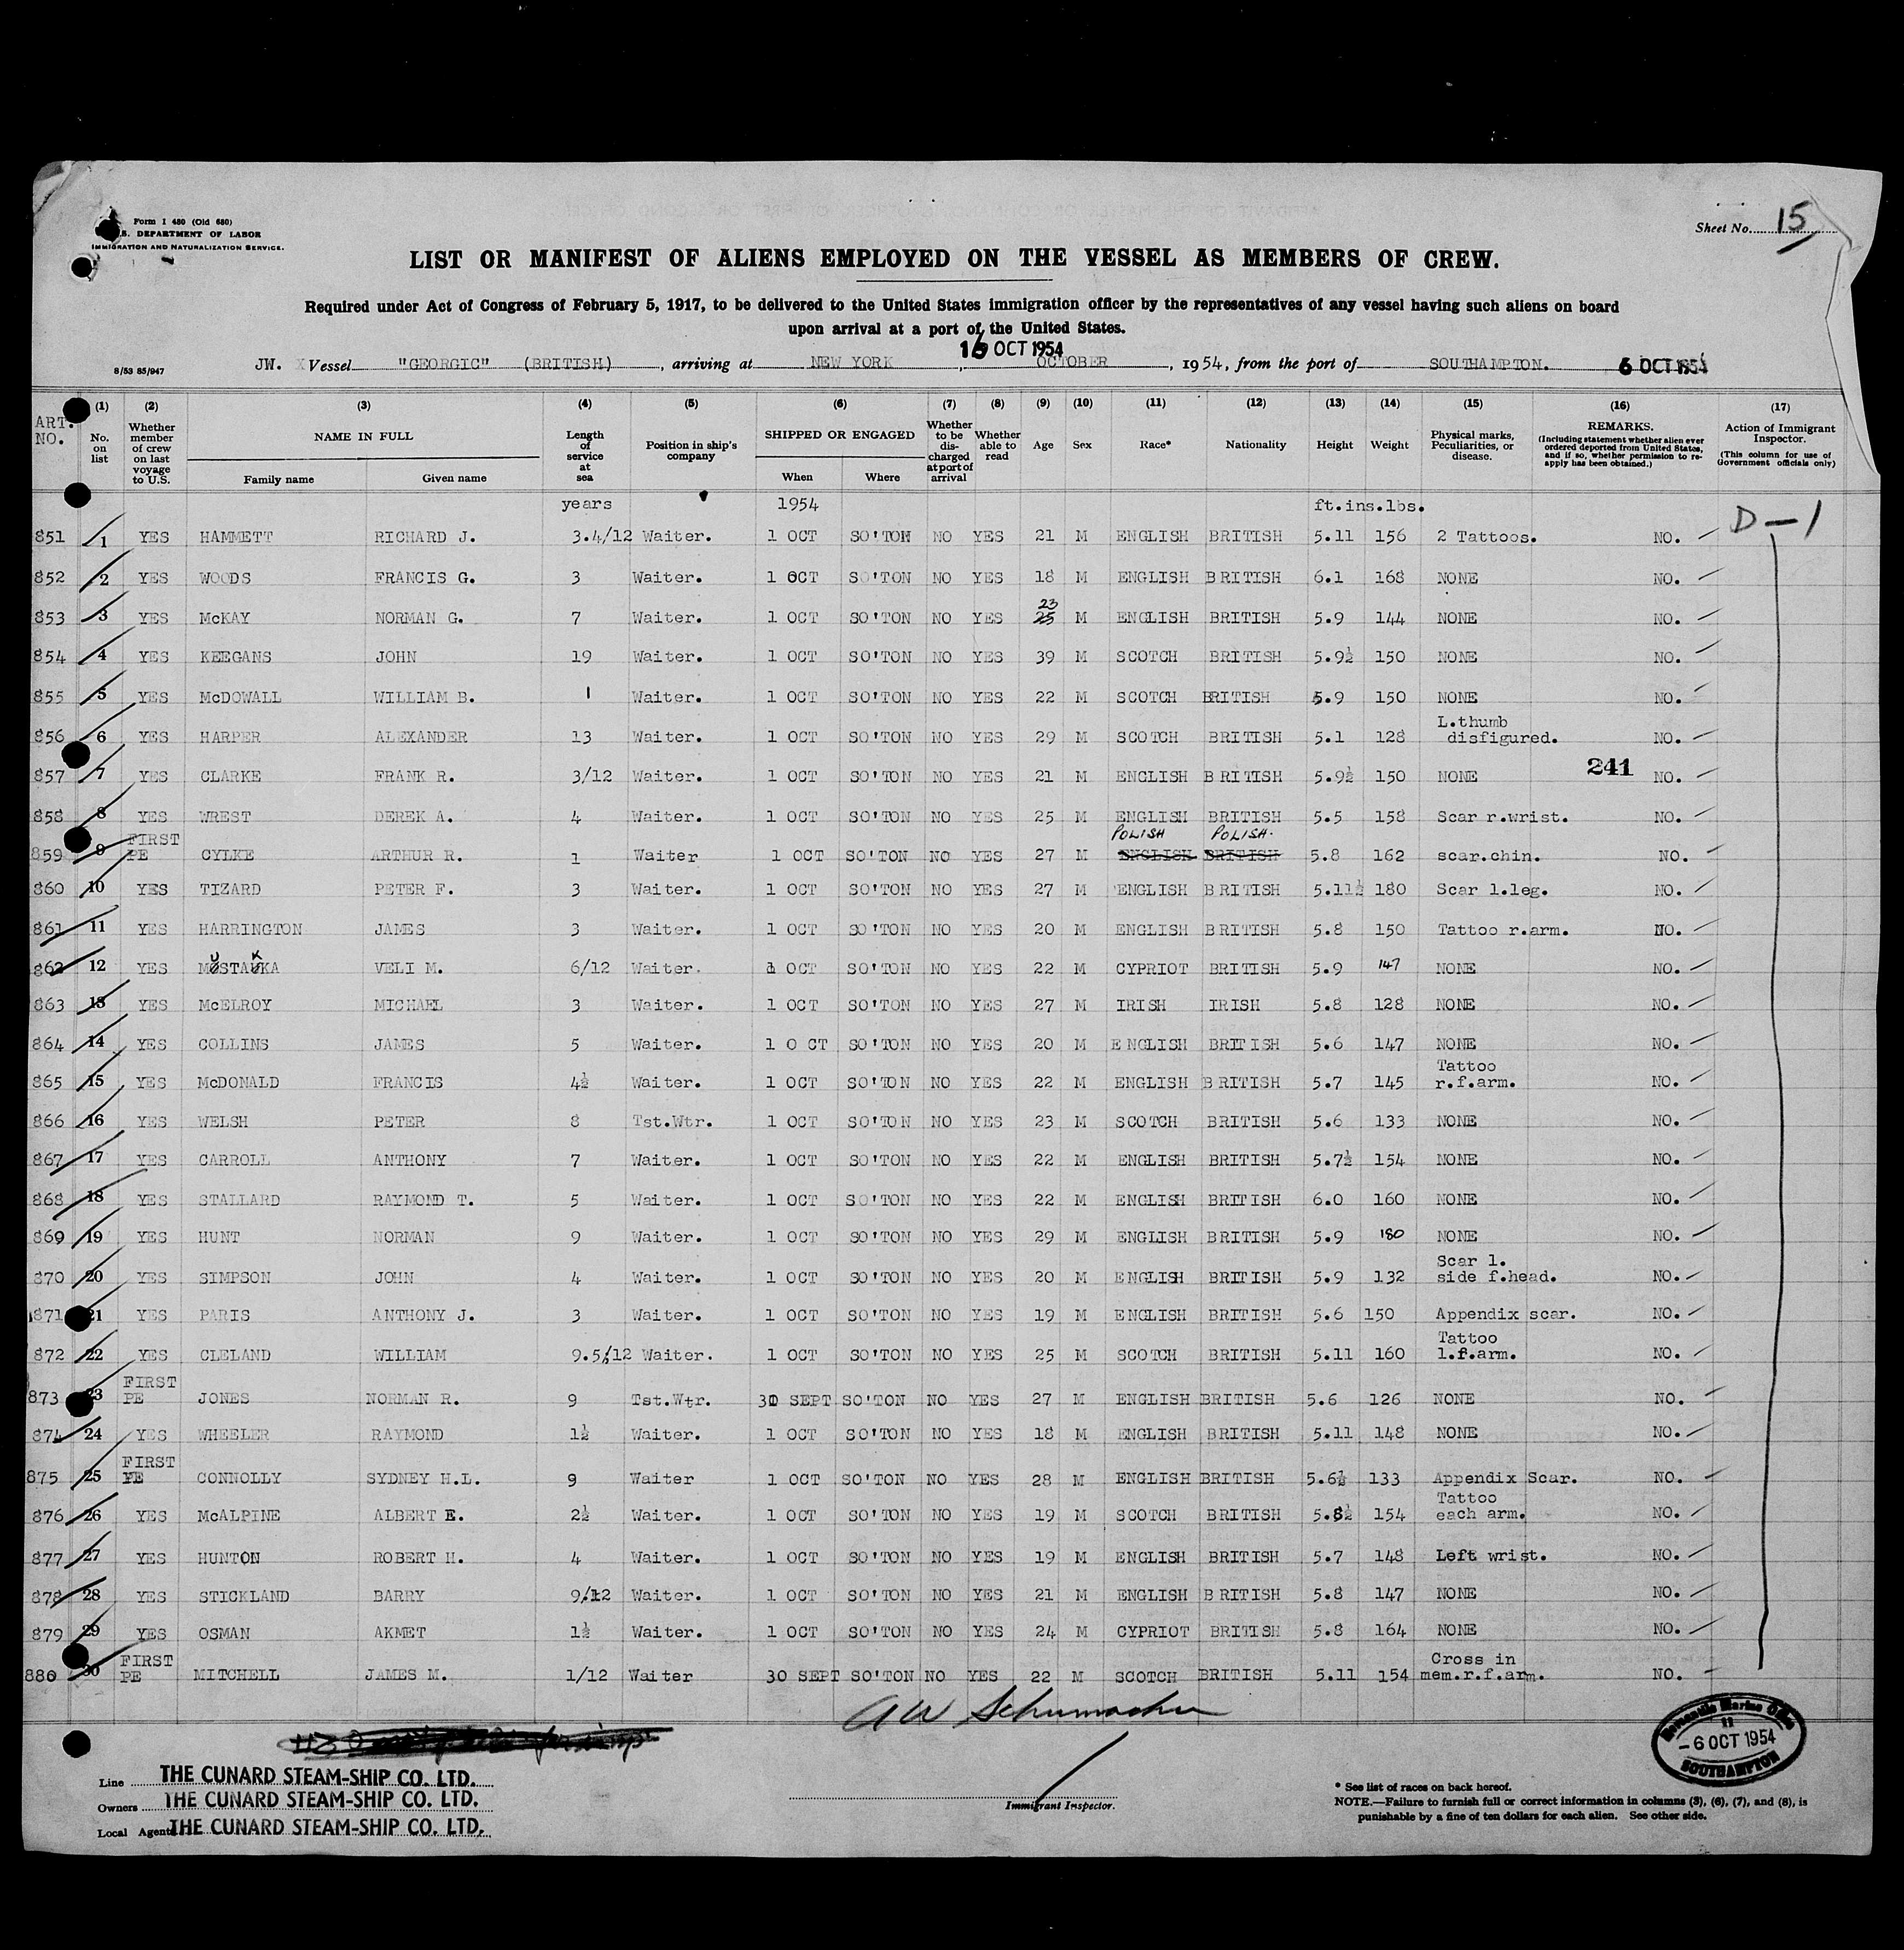 Form I 480 (Old 680)
U.S. DEPARTMENT OF LABOR
IMMIGRATION AND NATURALIZATION SERVICE.
Sheet No. 15
LIST OR MANIFEST OF ALIENS EMPLOYED ON THE VESSEL AS MEMBERS OF CREW.
Required under Act of Congress of February 5, 1917, to be delivered to the United States immigration officer by the representatives of any vessel having such aliens on board
upon arrival at a port of the United States.
16 OCT 1954
8/53 85/947 JW. X Vessel "GEORGIC" (BRITISH), arriving at NEW YORK, OCTOBER, 1954, from the port of SOUTHAMPTON. 6 OCT 1954
ART. NO. (1) No. on list (2) Whether member of crew on last voyage to U.S. (3) NAME IN FULL Family name Given name (4) Length of service at sea (5) Position in ship's company (6) SHIPPED OR ENGAGED When Where (7) Whether to be discharged at port of arrival (8) Whether able to read (9) Age (10) Sex (11) Race* (12) Nationality (13) Height (14) Weight (15) Physical marks, Peculiarities, or disease. (16) REMARKS. (Including statement whether alien ever ordered deported from United States, and if so, whether permission to re-apply has been obtained.) (17) Action of Immigrant Inspector. (This column for use of Government officials only)
years 1954 ft.ins.lbs. D-1
851 1 YES HAMMETT RICHARD J. 3.4/12 Waiter. 1 OCT SO'TON NO YES 21 M ENGLISH BRITISH 5.11 156 2 Tattoos. NO.
852 2 YES WOODS FRANCIS G. 3 Waiter. 1 OCT SO'TON NO YES 18 M ENGLISH BRITISH 6.1 168 NONE NO.
853 3 YES McKAY NORMAN G. 7 Waiter. 1 OCT SO'TON NO YES 25 23 M ENGLISH BRITISH 5.9 144 NONE NO.
854 4 YES KEEGANS JOHN 19 Waiter. 1 OCT SO'TON NO YES 39 M SCOTCH BRITISH 5.9½ 150 NONE NO.
855 5 YES McDOWALL WILLIAM B. 1 Waiter. 1 OCT SO'TON NO YES 22 M SCOTCH BRITISH 5.9 150 NONE NO.
856 6 YES HARPER ALEXANDER 13 Waiter. 1 OCT SO'TON NO YES 29 M SCOTCH BRITISH 5.1 128 L.thumb disfigured. NO.
857 7 YES CLARKE FRANK R. 3/12 Waiter. 1 OCT SO'TON NO YES 21 M ENGLISH BRITISH 5.9½ 150 NONE 241 NO.
858 8 YES WREST DEREK A. 4 Waiter. 1 OCT SO'TON NO YES 25 M ENGLISH BRITISH 5.5 158 Scar r.wrist. NO.
859 9 FIRST PE CYLKE ARTHUR R. 1 Waiter 1 OCT SO'TON NO YES 27 M ENGLISH POLISH BRITISH POLISH. 5.8 162 scar.chin. NO.
860 10 YES TIZARD PETER F. 3 Waiter. 1 OCT SO'TON NO YES 27 M ENGLISH BRITISH 5.11½ 180 Scar l.leg. NO.
861 11 YES HARRINGTON JAMES 3 Waiter. 1 OCT SO'TON NO YES 20 M ENGLISH BRITISH 5.8 150 Tattoo r.arm. NO.
862 12 YES MUSTAKKA VELI M. 6/12 Waiter. 1 OCT SO'TON NO YES 22 M CYPRIOT BRITISH 5.9 147 NONE NO.
863 13 YES McELROY MICHAEL 3 Waiter. 1 OCT SO'TON NO YES 27 M IRISH IRISH 5.8 128 NONE NO.
864 14 YES COLLINS JAMES 5 Waiter. 1 O CT SO'TON NO YES 20 M ENGLISH BRITISH 5.6 147 NONE NO.
865 15 YES McDONALD FRANCIS 4½ Waiter. 1 OCT SO'TON NO YES 22 M ENGLISH BRITISH 5.7 145 Tattoo r.f.arm. NO.
866 16 YES WELSH PETER 8 Tst.Wtr. 1 OCT SO'TON NO YES 23 M SCOTCH BRITISH 5.6 133 NONE NO.
867 17 YES CARROLL ANTHONY 7 Waiter. 1 OCT SO'TON NO YES 22 M ENGLISH BRITISH 5.7½ 154 NONE NO.
868 18 YES STALLARD RAYMOND T. 5 Waiter. 1 OCT SO'TON NO YES 22 M ENGLISH BRITISH 6.0 160 NONE NO.
869 19 YES HUNT NORMAN 9 Waiter. 1 OCT SO'TON NO YES 29 M ENGLISH BRITISH 5.9 180 NONE NO.
870 20 YES SIMPSON JOHN 4 Waiter. 1 OCT SO'TON NO YES 20 M ENGLISH BRITISH 5.9 132 Scar l. side f.head. NO.
871 21 YES PARIS ANTHONY J. 3 Waiter. 1 OCT SO'TON NO YES 19 M ENGLISH BRITISH 5.6 150 Appendix scar. NO.
872 22 YES CLELAND WILLIAM 9.5/12 Waiter. 1 OCT SO'TON NO YES 25 M SCOTCH BRITISH 5.11 160 Tattoo l.f.arm. NO.
873 23 FIRST PE JONES NORMAN R. 9 Tst.Wtr. 30 SEPT SO'TON NO YES 27 M ENGLISH BRITISH 5.6 126 NONE NO.
874 24 YES WHEELER RAYMOND 1½ Waiter. 1 OCT SO'TON NO YES 18 M ENGLISH BRITISH 5.11 148 NONE NO.
875 25 FIRST PE CONNOLLY SYDNEY H.L. 9 Waiter 1 OCT SO'TON NO YES 28 M ENGLISH BRITISH 5.6½ 133 Appendix Scar. NO.
876 26 YES McALPINE ALBERT E. 2½ Waiter. 1 OCT SO'TON NO YES 19 M SCOTCH BRITISH 5.8½ 154 Tattoo each arm. NO.
877 27 YES HUNTON ROBERT H. 4 Waiter. 1 OCT SO'TON NO YES 19 M ENGLISH BRITISH 5.7 148 Left wrist. NO.
878 28 YES STICKLAND BARRY 9/12 Waiter. 1 OCT SO'TON NO YES 21 M ENGLISH BRITISH 5.8 147 NONE NO.
879 29 YES OSMAN AKMET 1½ Waiter. 1 OCT SO'TON NO YES 24 M CYPRIOT BRITISH 5.8 164 NONE NO.
880 30 FIRST PE MITCHELL JAMES M. 1/12 Waiter 30 SEPT SO'TON NO YES 22 M SCOTCH BRITISH 5.11 154 Cross in mem.r.f.arm. NO.
AW Schumacher
Line THE CUNARD STEAM-SHIP CO. LTD.
Owners THE CUNARD STEAM-SHIP CO. LTD.
Local Agents THE CUNARD STEAM-SHIP CO. LTD.
Immigrant Inspector.
Mercantile Marine Office
11
- 6 OCT 1954
SOUTHAMPTON
* See list of races on back hereof.
NOTE.—Failure to furnish full or correct information in columns (3), (6), (7), and (8), is
punishable by a fine of ten dollars for each alien. See other side.